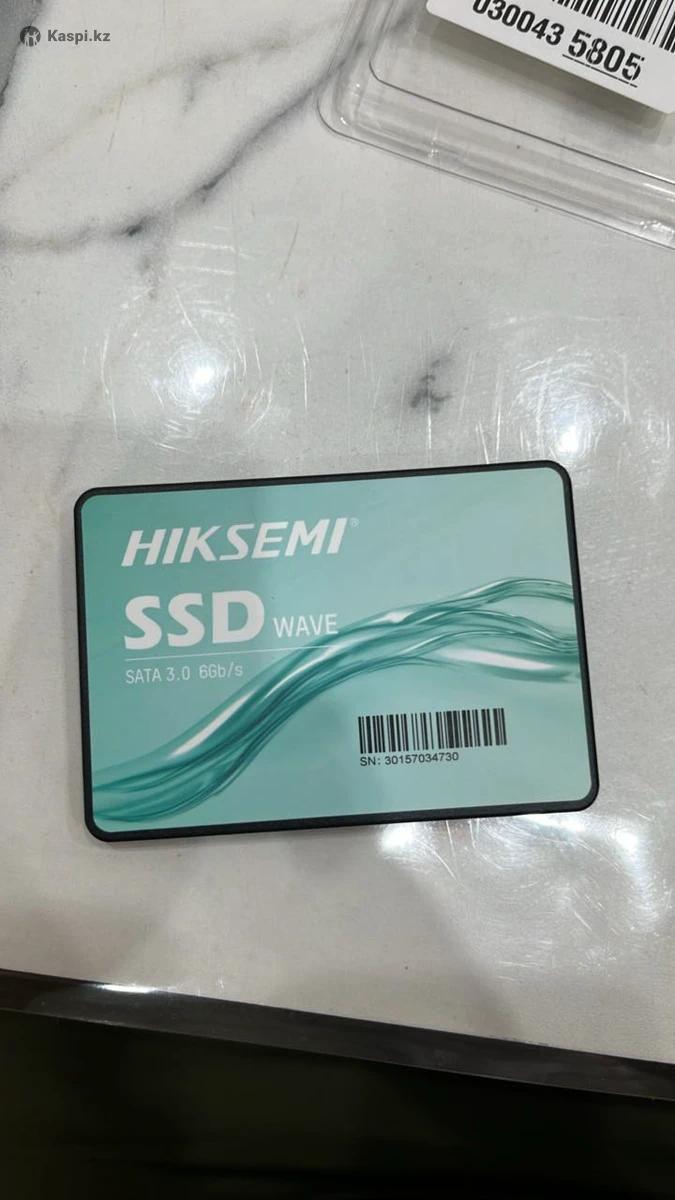 Kaspi.kz
030043 5805
HIKSEMI®
SSD WAVE
SATA 3.0 6Gb/s
SN: 30157034730